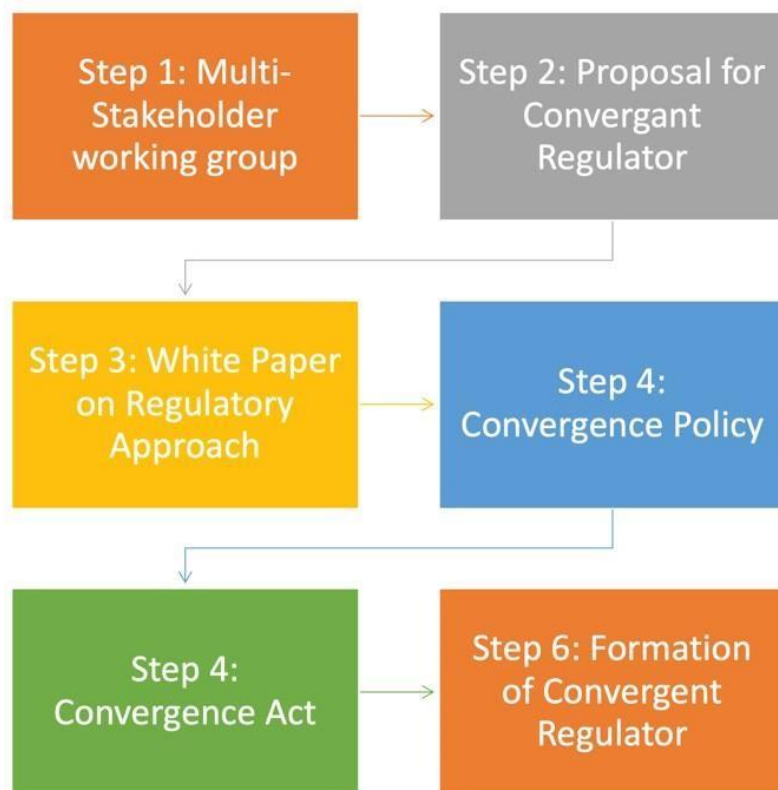 Step 1: Multi-
Stakeholder
working group
Step 2: Proposal for
Convergant
Regulator
Step 3: White Paper
on Regulatory
Approach
Step 4:
Convergence Policy
Step 4:
Convergence Act
Step 6: Formation
of Convergent
Regulator